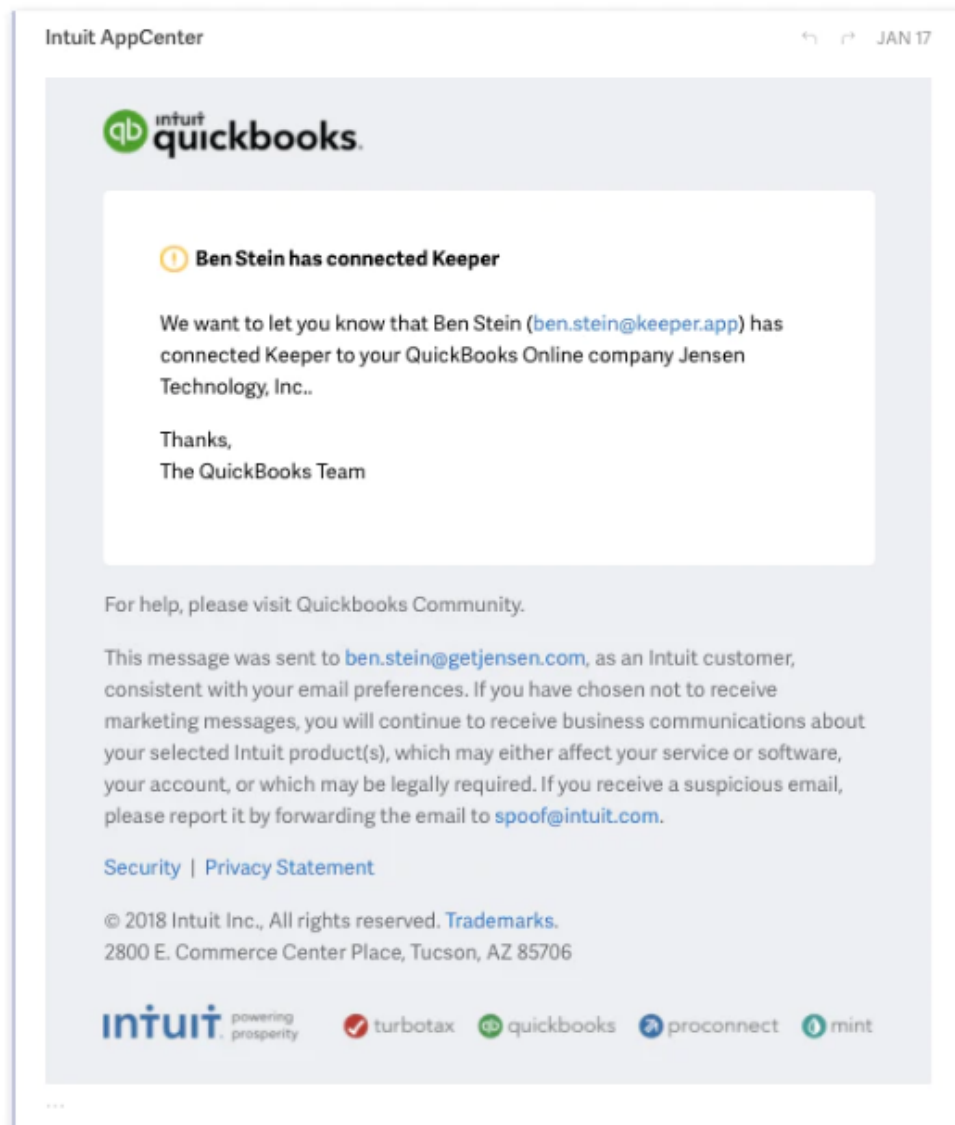 Intuit AppCenter JAN 17
qb intuit
quickbooks.
Ben Stein has connected Keeper
We want to let you know that Ben Stein (ben.stein@keeper.app) has
connected Keeper to your QuickBooks Online company Jensen
Technology, Inc..
Thanks,
The QuickBooks Team
For help, please visit Quickbooks Community.
This message was sent to ben.stein@getjensen.com, as an Intuit customer,
consistent with your email preferences. If you have chosen not to receive
marketing messages, you will continue to receive business communications about
your selected Intuit product(s), which may either affect your service or software,
your account, or which may be legally required. If you receive a suspicious email,
please report it by forwarding the email to spoof@intuit.com.
Security | Privacy Statement
© 2018 Intuit Inc., All rights reserved. Trademarks.
2800 E. Commerce Center Place, Tucson, AZ 85706
intuit. powering prosperity turbotax qb quickbooks proconnect mint
...